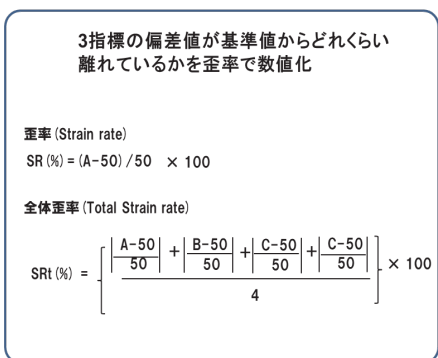 3指標の偏差値が基準値からどれくらい
離れているかを歪率で数値化
歪率(Strain rate)
SR(%)=(A-50)/50 × 100
全体歪率(Total Strain rate)
SRt(%) = [ |A-50/50| + |B-50/50| + |C-50/50| + |C-50/50| / 4 ] × 100